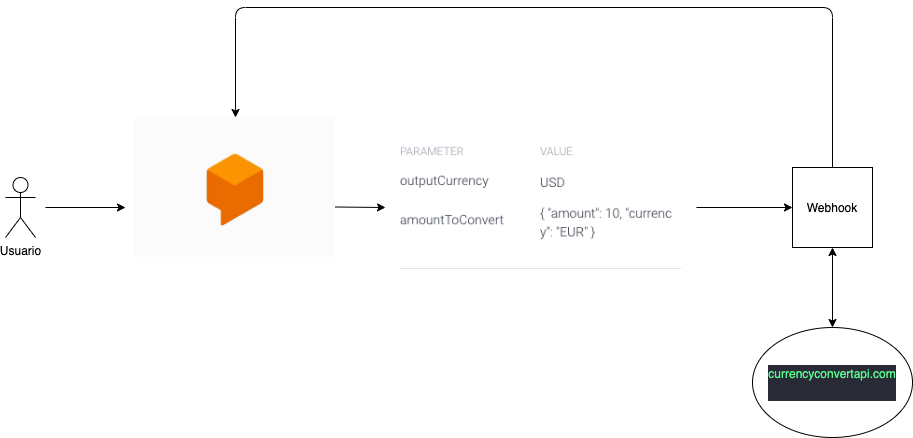 PARAMETER VALUE
outputCurrency USD
amountToConvert { "amount": 10, "currenc
y": "EUR" }
Usuario
Webhook
currencyconvertapi.com